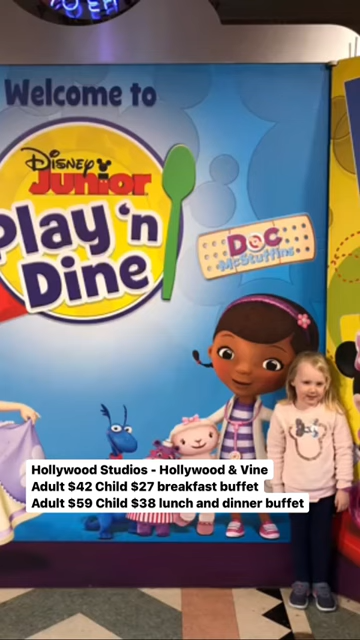 Welcome to
Disney
Junior
Play 'n
Dine
DOC
McStuffins
Hollywood Studios - Hollywood & Vine
Adult $42 Child $27 breakfast buffet
Adult $59 Child $38 lunch and dinner buffet